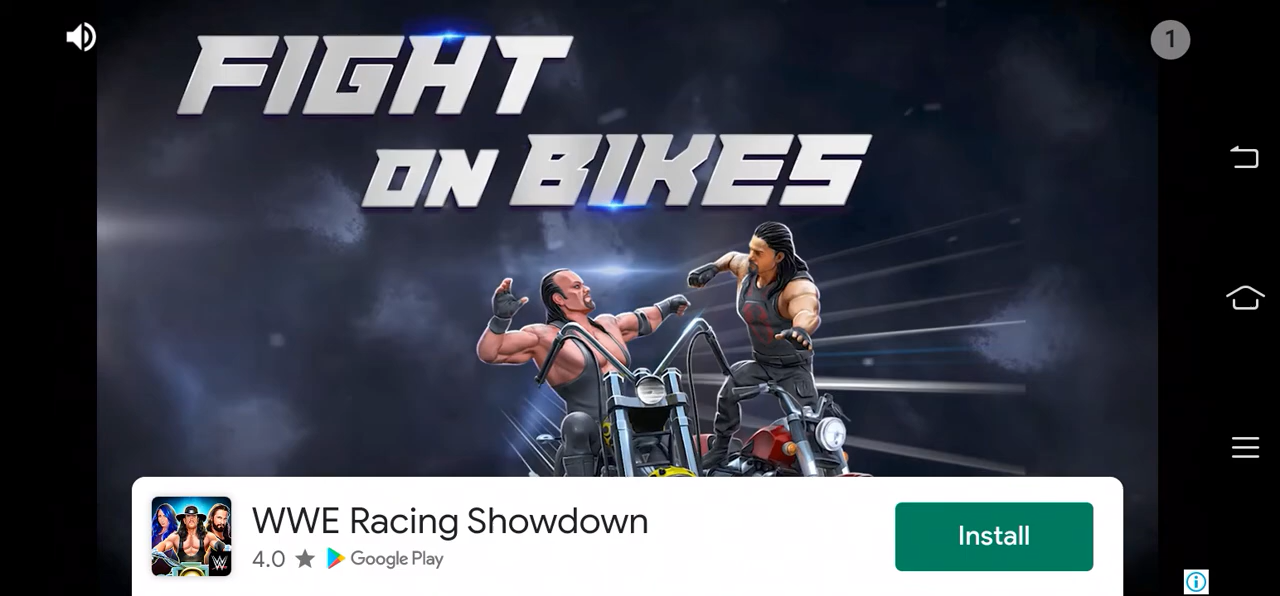 1
FIGHT
ON BIKES
WWE Racing Showdown
4.0 ★ Google Play
Install